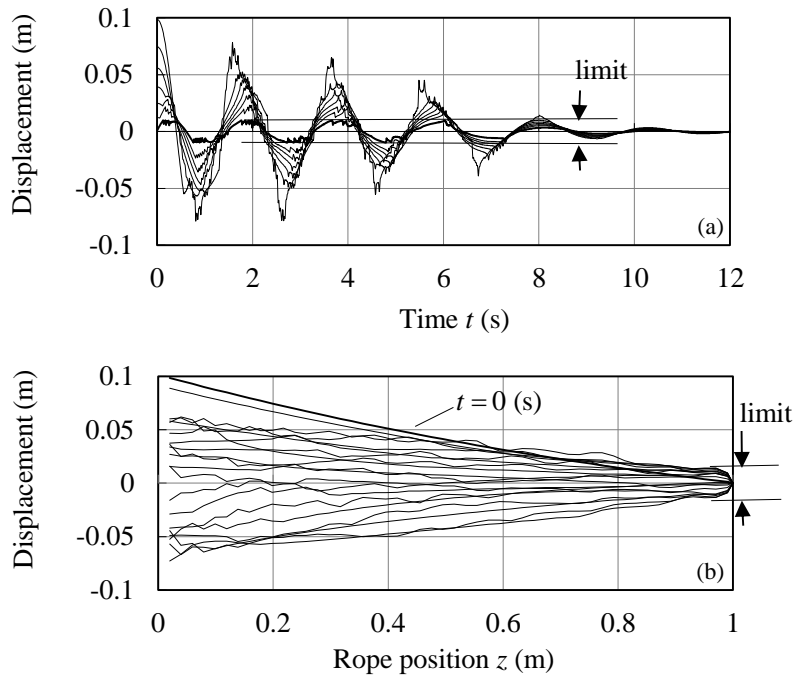 Displacement (m)
0.1
0.05
0
-0.05
-0.1
limit
(a)
0 2 4 6 8 10 12
Time t (s)
Displacement (m)
0.1
0.05
0
-0.05
-0.1
t = 0 (s)
limit
(b)
0 0.2 0.4 0.6 0.8 1
Rope position z (m)